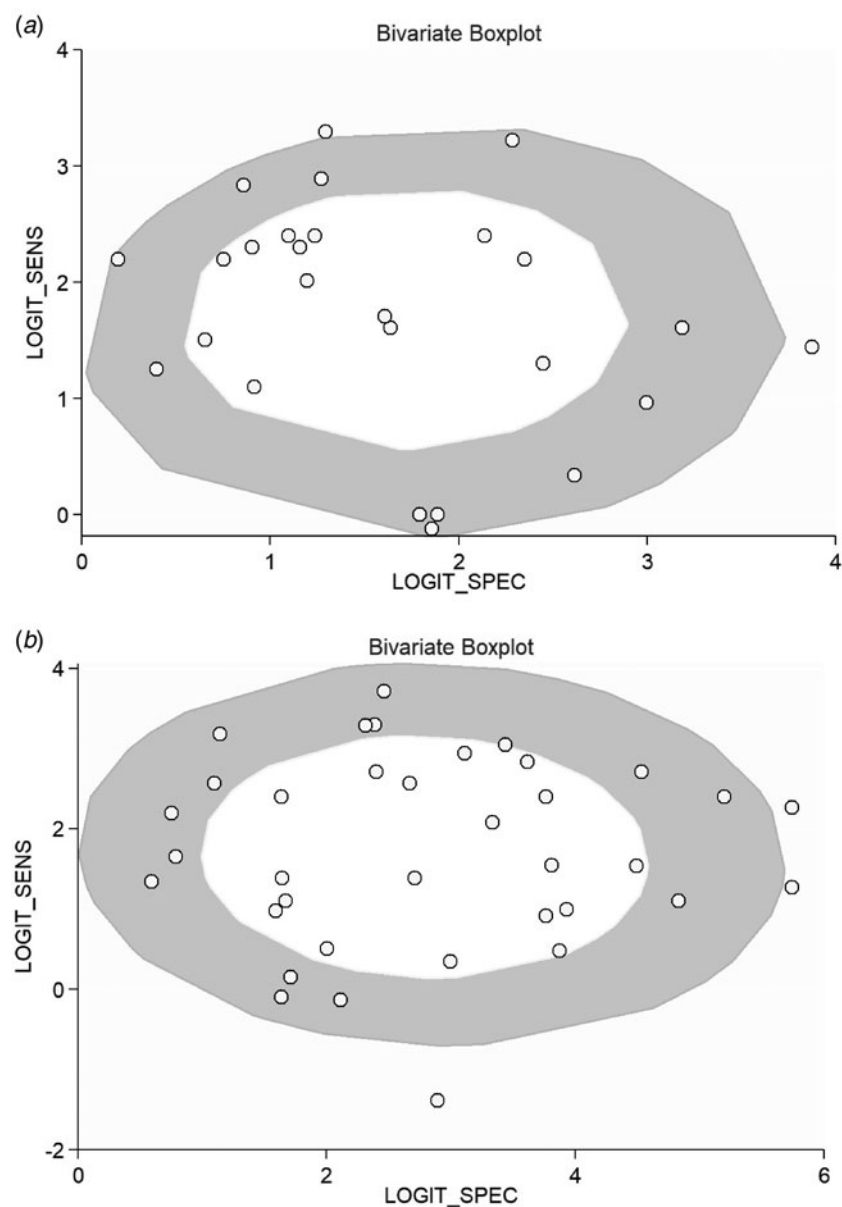 (a)
Bivariate Boxplot
4
3
2
1
0
LOGIT_SENS
0 1 2 3 4
LOGIT_SPEC
(b)
Bivariate Boxplot
4
2
0
-2
LOGIT_SENS
0 2 4 6
LOGIT_SPEC